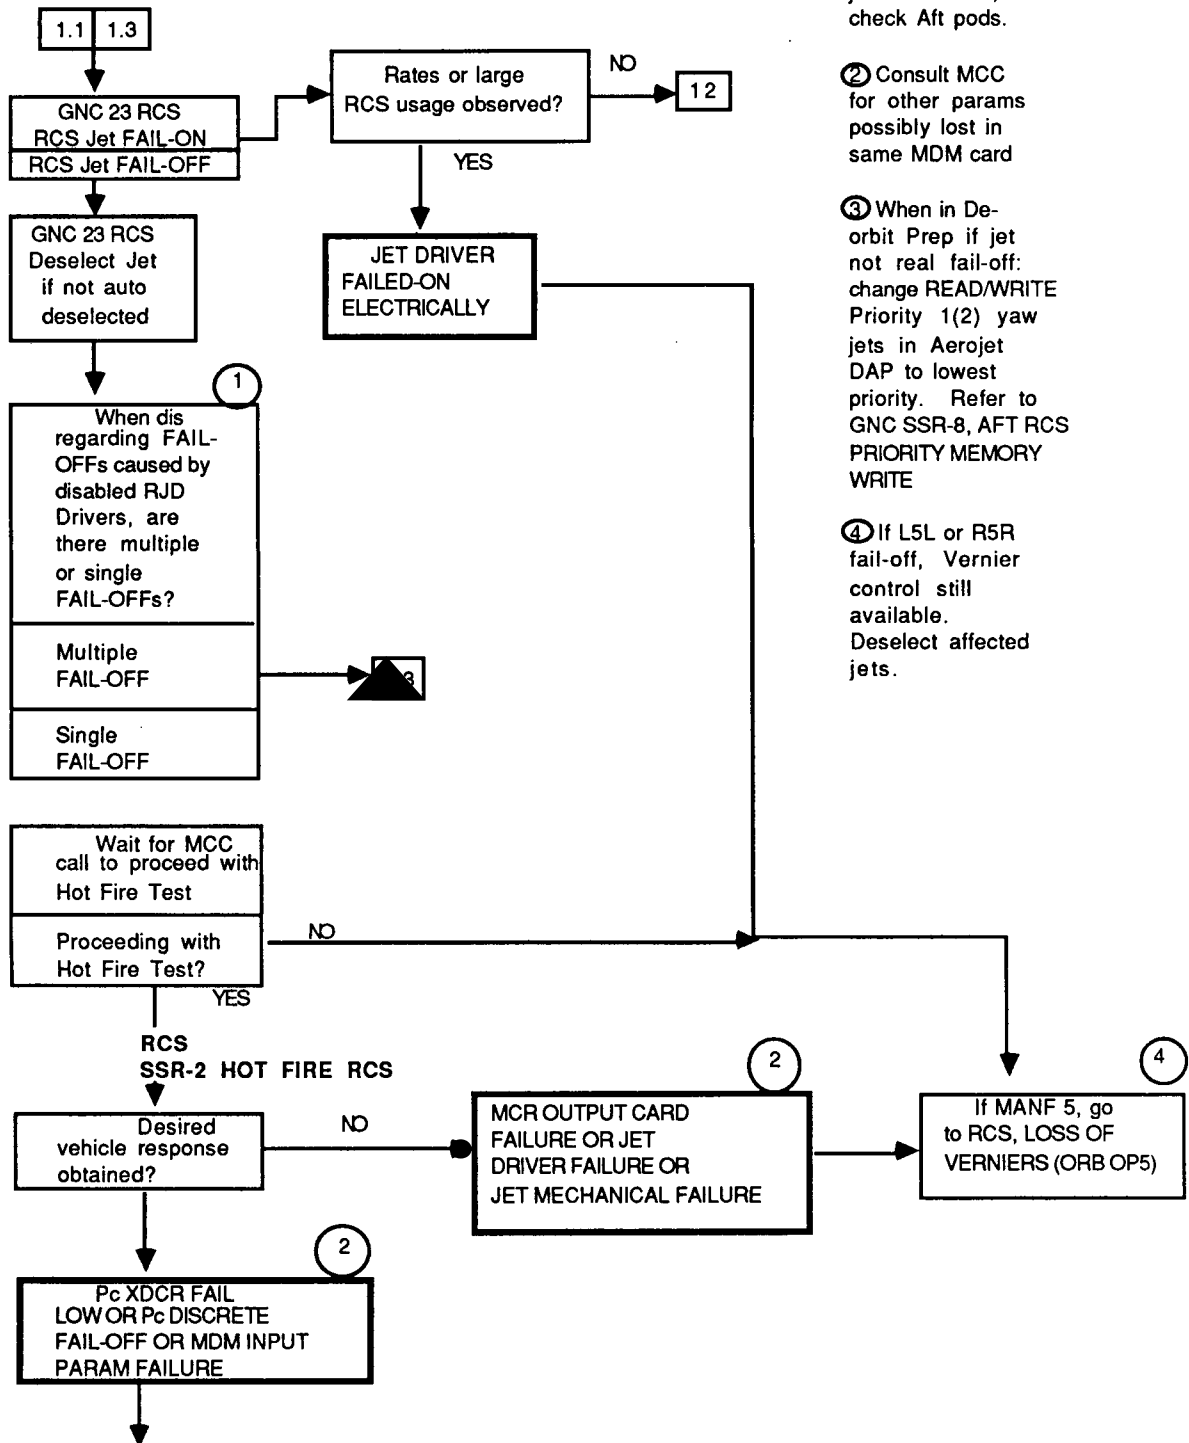 1.1 1.3
GNC 23 RCS
RCS Jet FAIL-ON
RCS Jet FAIL-OFF
Rates or large
RCS usage observed?
NO
12
YES
JET DRIVER
FAILED-ON
ELECTRICALLY
GNC 23 RCS
Deselect Jet
if not auto
deselected
1
When dis
regarding FAIL-
OFFs caused by
disabled RJD
Drivers, are
there multiple
or single
FAIL-OFFs?
Multiple
FAIL-OFF
3
Single
FAIL-OFF
Wait for MCC
call to proceed with
Hot Fire Test
Proceeding with
Hot Fire Test?
NO
YES
RCS
SSR-2 HOT FIRE RCS
Desired
vehicle response
obtained?
NO
2
MCR OUTPUT CARD
FAILURE OR JET
DRIVER FAILURE OR
JET MECHANICAL FAILURE
4
If MANF 5, go
to RCS, LOSS OF
VERNIERS (ORB OP5)
2
Pc XDCR FAIL
LOW OR Pc DISCRETE
FAIL-OFF OR MDM INPUT
PARAM FAILURE
check Aft pods.
2 Consult MCC
for other params
possibly lost in
same MDM card
3 When in De-
orbit Prep if jet
not real fail-off:
change READ/WRITE
Priority 1(2) yaw
jets in Aerojet
DAP to lowest
priority. Refer to
GNC SSR-8, AFT RCS
PRIORITY MEMORY
WRITE
4 If L5L or R5R
fail-off, Vernier
control still
available.
Deselect affected
jets.